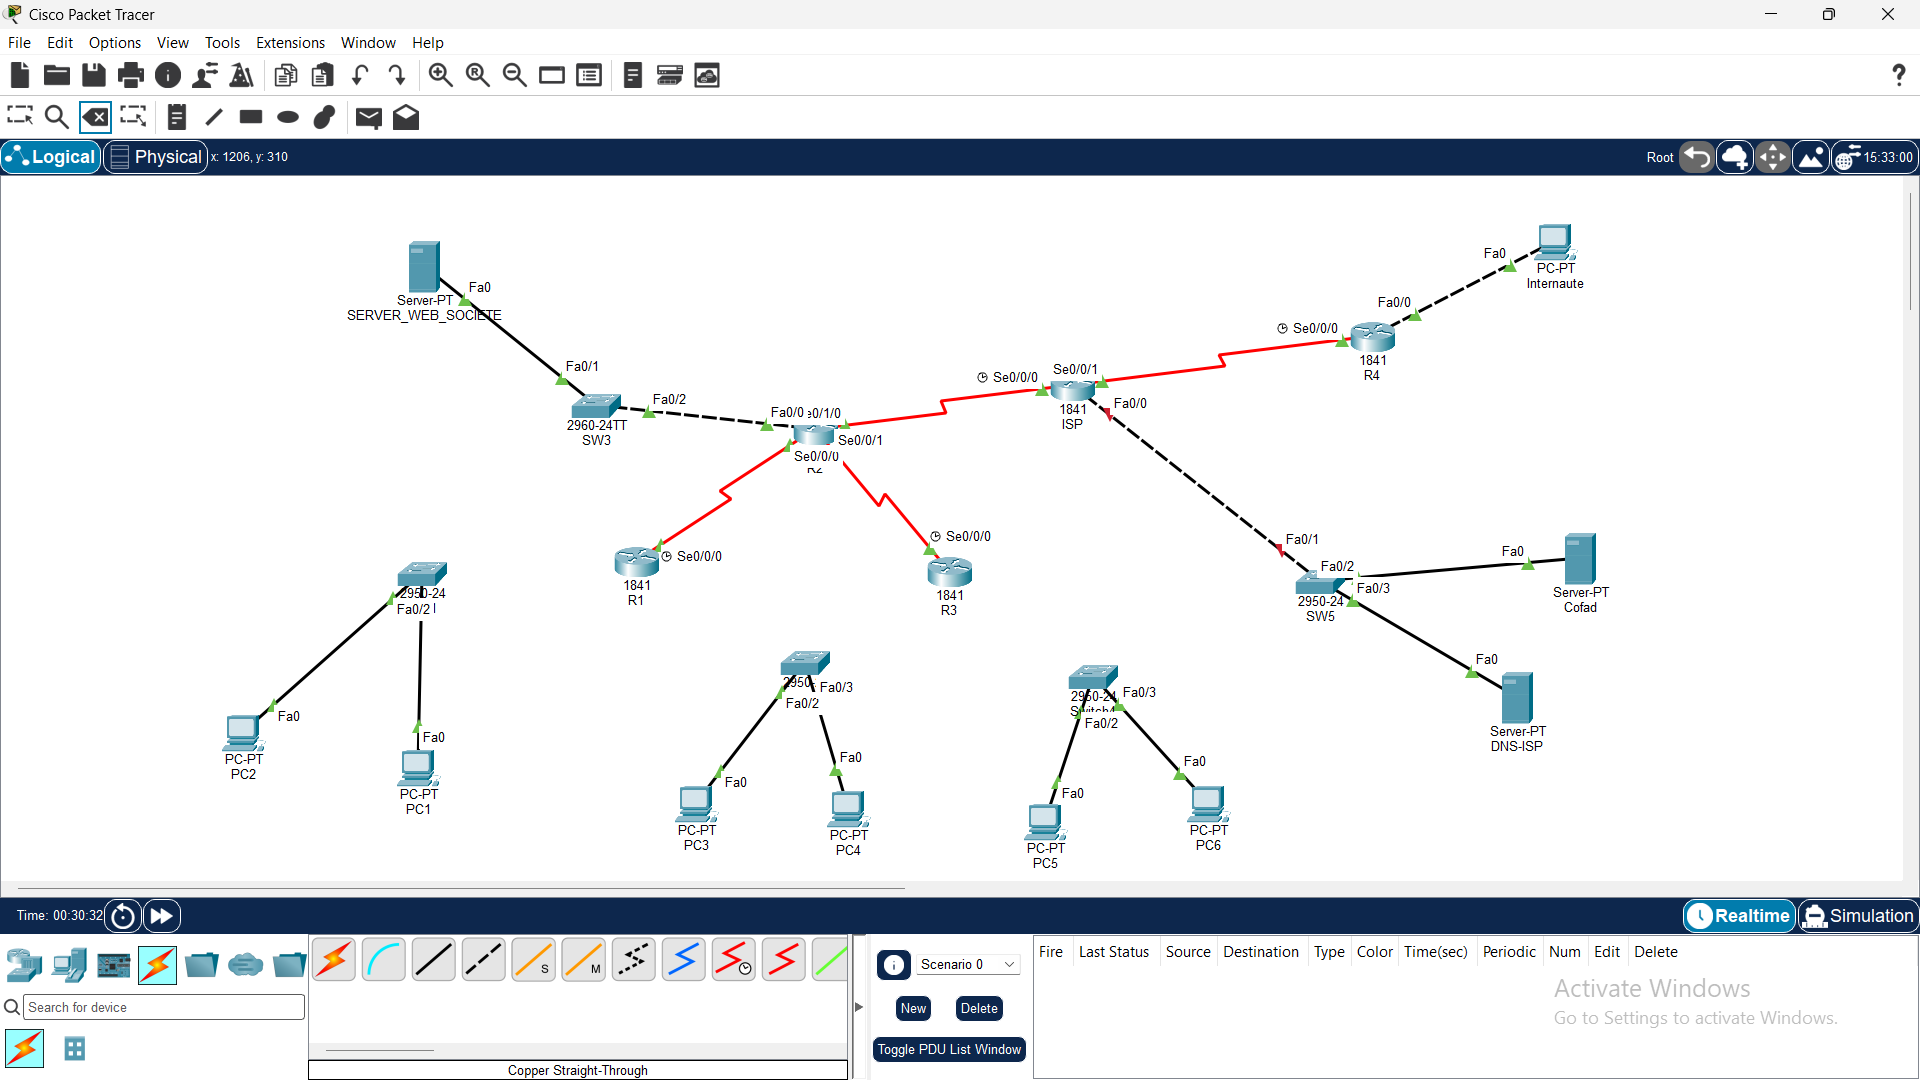 Cisco Packet Tracer
File Edit Options View Tools Extensions Window Help
Logical Physical x: 1206, y: 310 Root 15:33:00
Fa0
Server-PT
SERVER_WEB_SOCIETE
Fa0/1
2960-24TT
SW3
Fa0/2
Fa0/0
Se0/0/1
Se0/0/0
Se0/0/0
1841
R1
Se0/0/0
1841
R3
Se0/0/0
Se0/0/1
1841
ISP
Fa0/0
Se0/0/0
Fa0/0
1841
R4
Fa0
PC-PT
Internaute
Fa0/1
Fa0/2
Fa0/3
2950-24
SW5
Fa0
Server-PT
Cofad
Fa0
Server-PT
DNS-ISP
2950-24
Fa0/2
Fa0
PC-PT
PC2
Fa0
PC-PT
PC1
Fa0/3
Fa0/2
Fa0
PC-PT
PC3
Fa0
PC-PT
PC4
2950-24
Switch4
Fa0/3
Fa0/2
Fa0
PC-PT
PC5
Fa0
PC-PT
PC6
Time: 00:30:32
Realtime Simulation
S
M
Search for device
Copper Straight-Through
Scenario 0
New Delete
Toggle PDU List Window
Fire Last Status Source Destination Type Color Time(sec) Periodic Num Edit Delete
Activate Windows
Go to Settings to activate Windows.